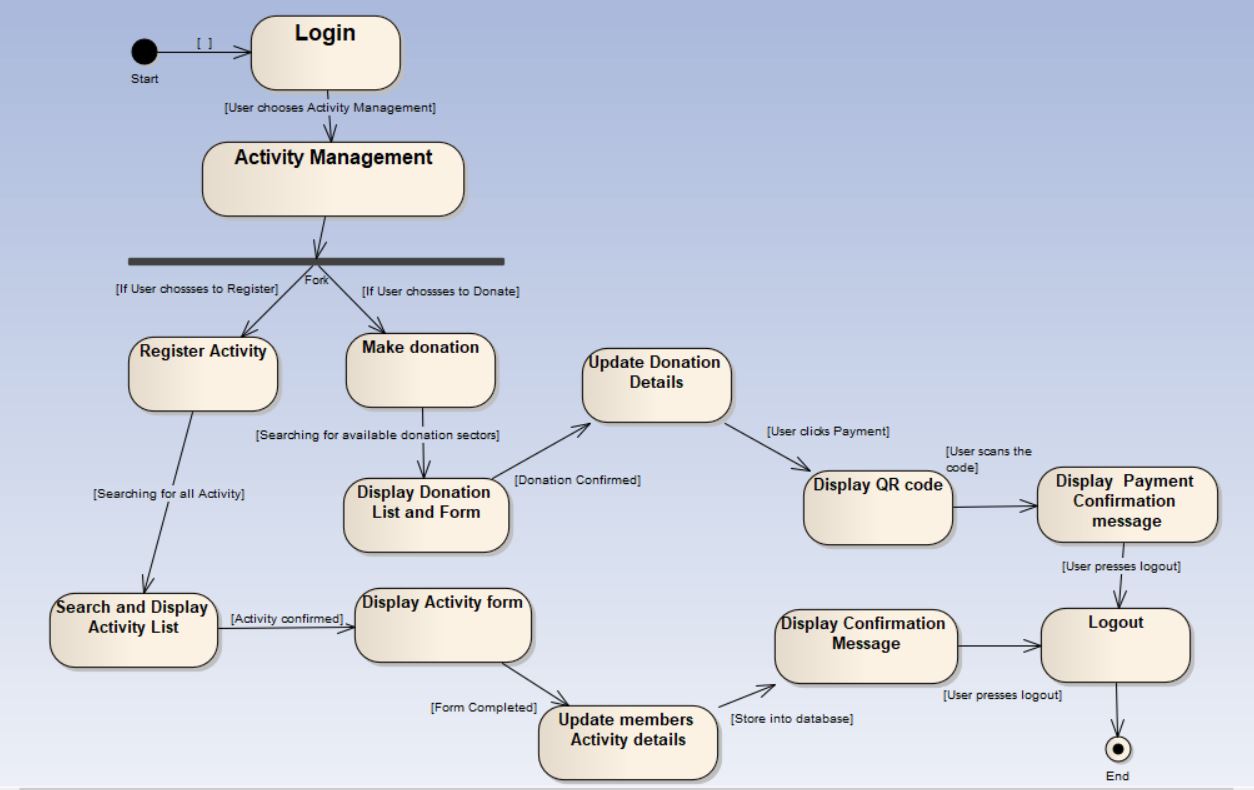 Login
[ ]
Start
[User chooses Activity Management]
Activity Management
Fork
[If User chossses to Register]
[If User chossses to Donate]
Register Activity
Make donation
Update Donation
Details
[Searching for available donation sectors]
[User clicks Payment]
[User scans the
code]
[Searching for all Activity]
Display Donation
List and Form
[Donation Confirmed]
Display QR code
Display  Payment
Confirmation
message
[User presses logout]
Search and Display
Activity List
[Activity confirmed]
Display Activity form
Display Confirmation
Message
Logout
[User presses logout]
[Form Completed]
Update members
Activity details
[Store into database]
End